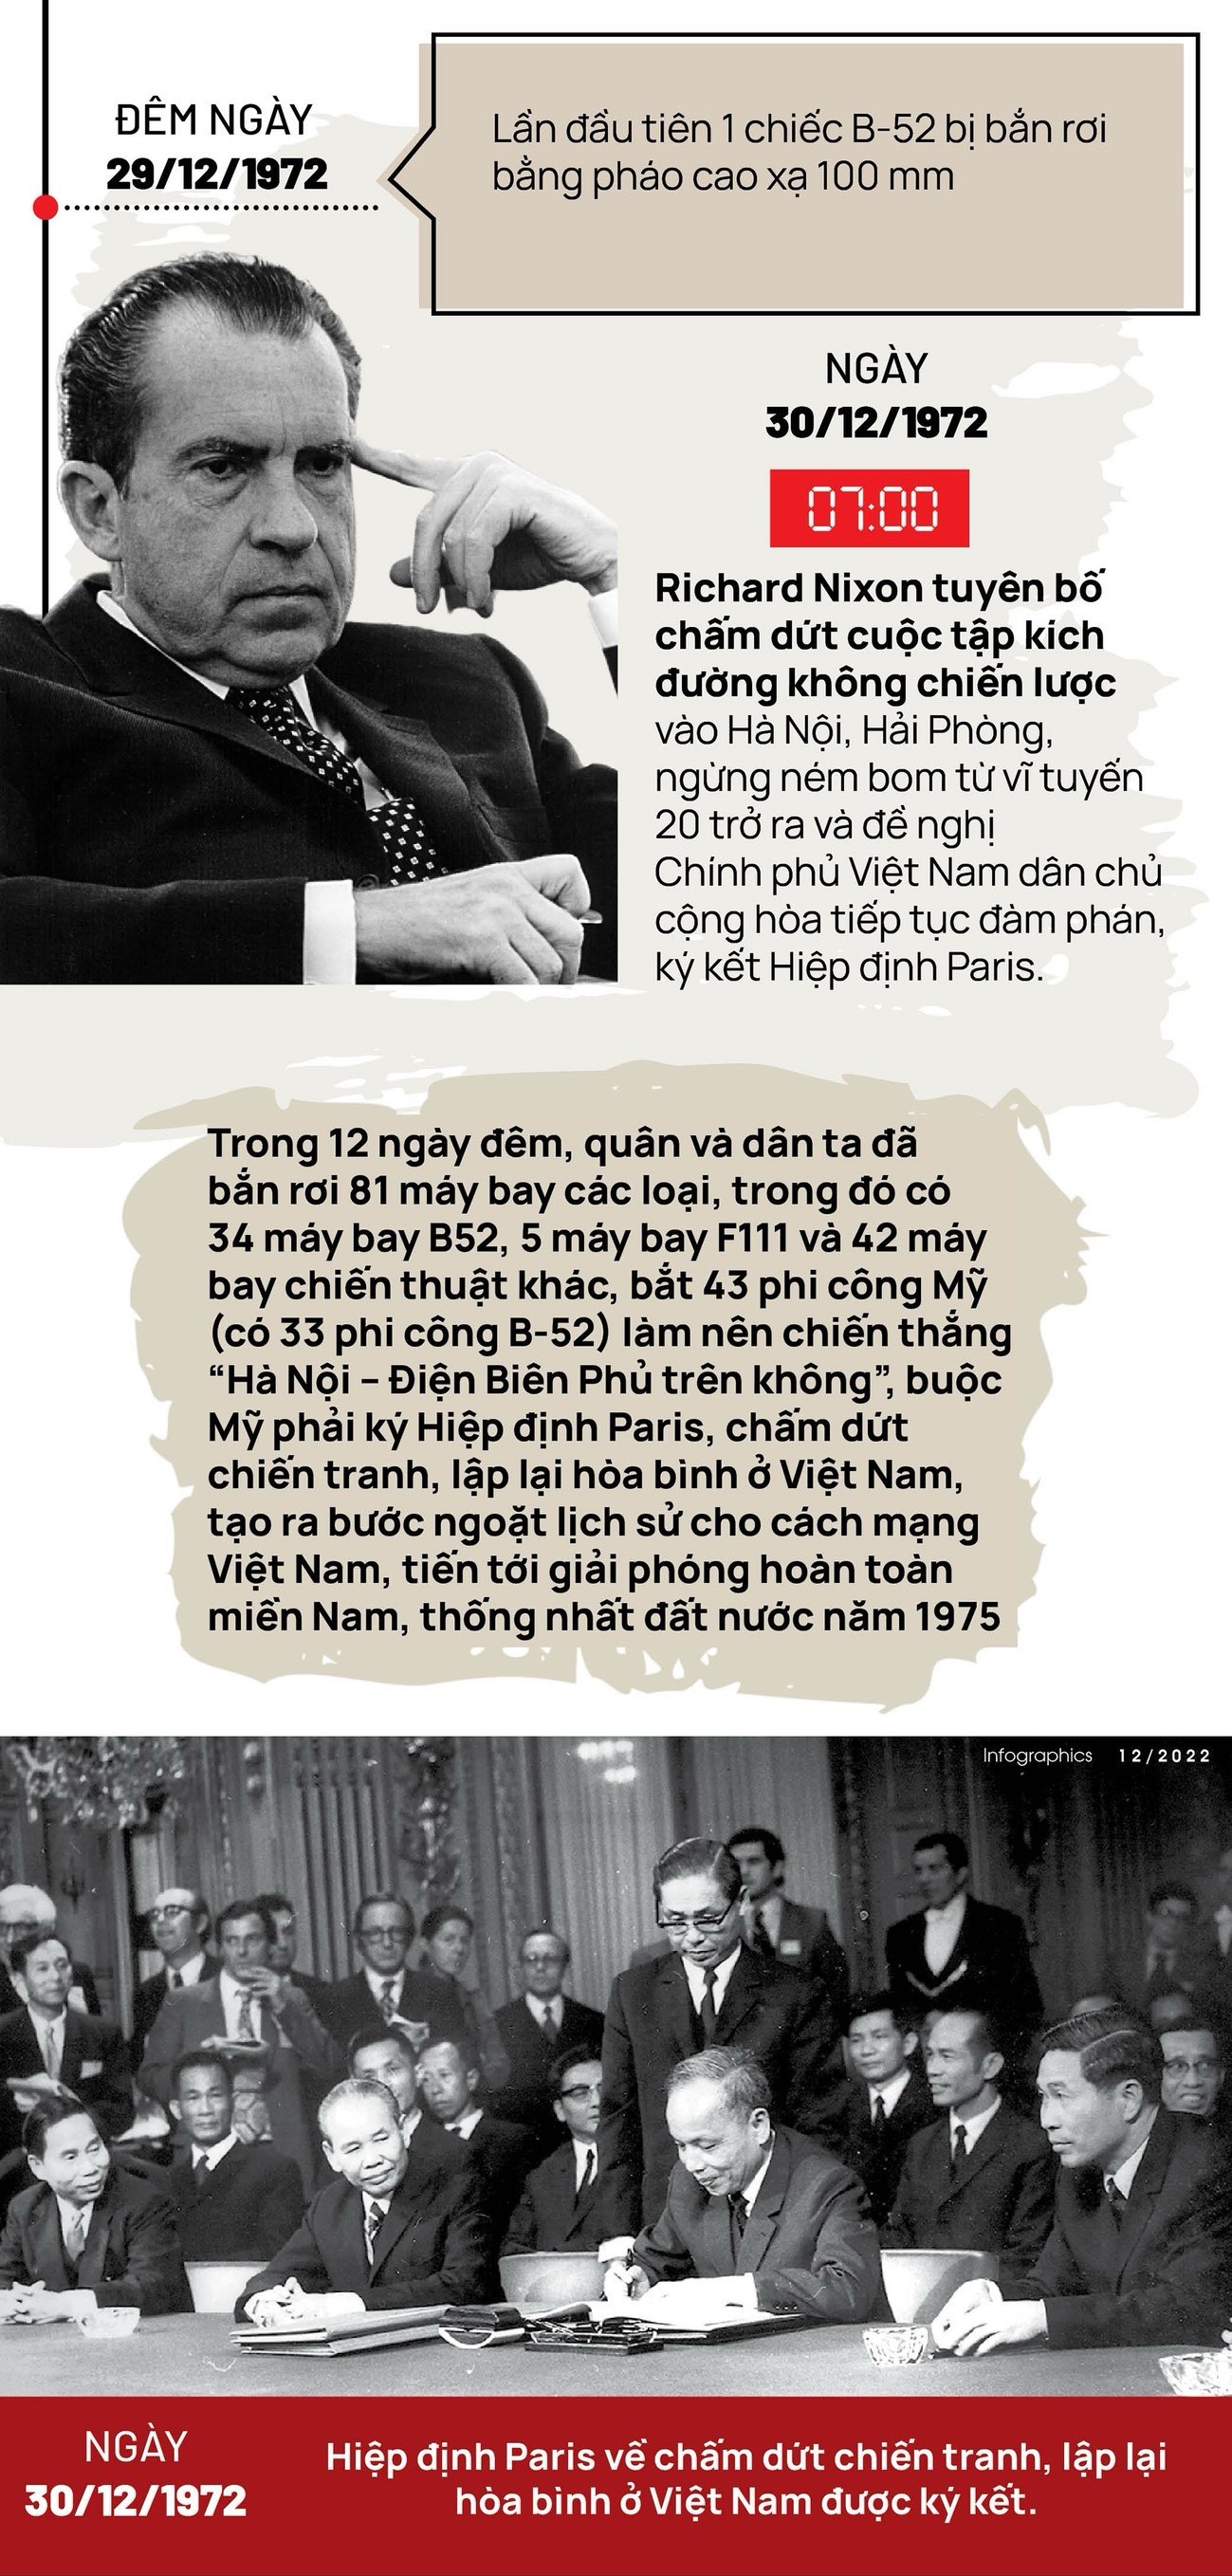 ĐÊM NGÀY
29/12/1972
Lần đầu tiên 1 chiếc B-52 bị bắn rơi
bằng pháo cao xạ 100 mm
NGÀY
30/12/1972
07:00
Richard Nixon tuyên bố
chấm dứt cuộc tập kích
đường không chiến lược
vào Hà Nội, Hải Phòng,
ngừng ném bom từ vĩ tuyến
20 trở ra và đề nghị
Chính phủ Việt Nam dân chủ
cộng hòa tiếp tục đàm phán,
ký kết Hiệp định Paris.
Trong 12 ngày đêm, quân và dân ta đã
bắn rơi 81 máy bay các loại, trong đó có
34 máy bay B52, 5 máy bay F111 và 42 máy
bay chiến thuật khác, bắt 43 phi công Mỹ
(có 33 phi công B-52) làm nên chiến thắng
“Hà Nội – Điện Biên Phủ trên không”, buộc
Mỹ phải ký Hiệp định Paris, chấm dứt
chiến tranh, lập lại hòa bình ở Việt Nam,
tạo ra bước ngoặt lịch sử cho cách mạng
Việt Nam, tiến tới giải phóng hoàn toàn
miền Nam, thống nhất đất nước năm 1975
Infographics 12/2022
NGÀY
30/12/1972
Hiệp định Paris về chấm dứt chiến tranh, lập lại
hòa bình ở Việt Nam được ký kết.